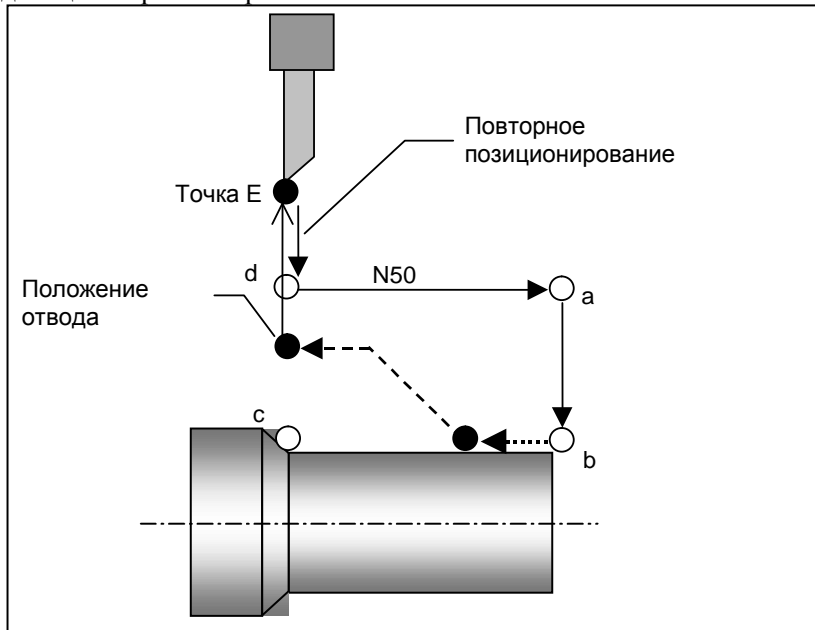 Повторное
позиционирование
Точка E
d
N50
a
Положение
отвода
c
b